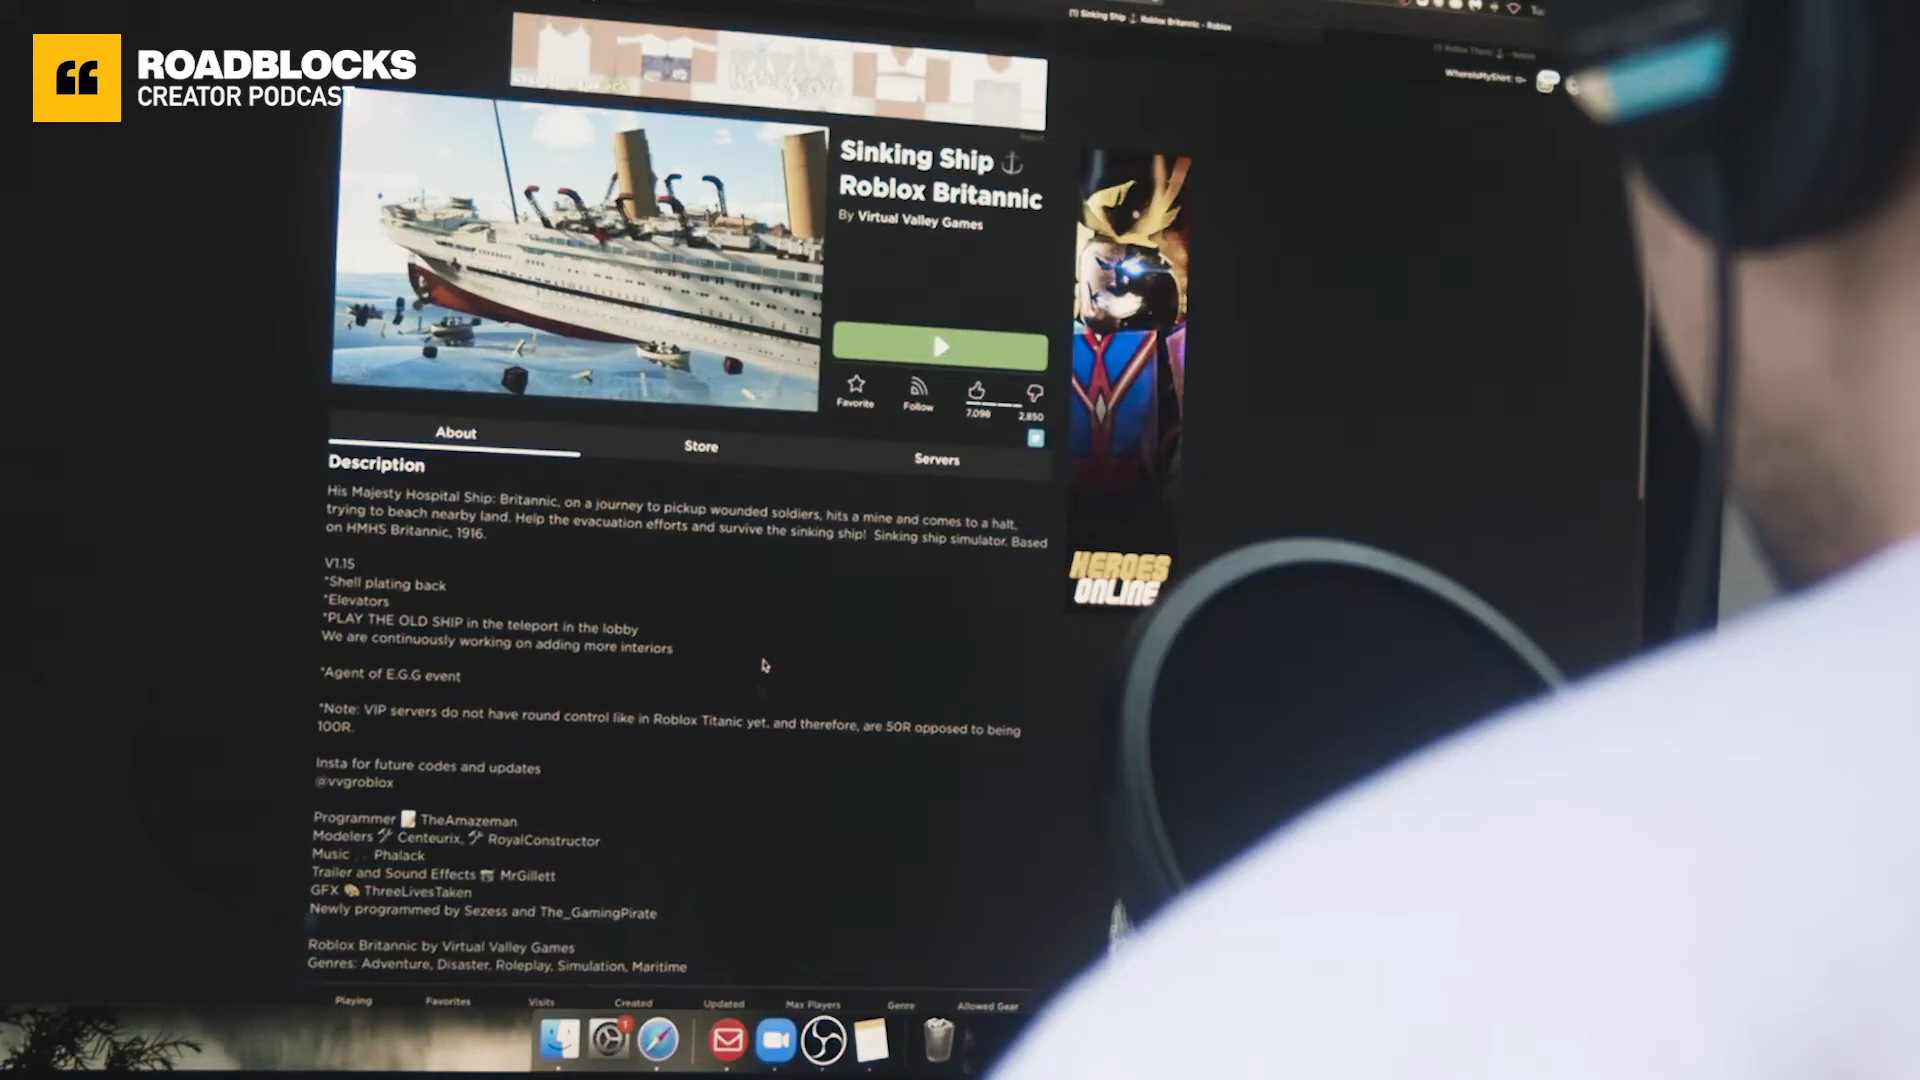 ROADBLOCKS
CREATOR PODCAST
(1) Sinking Ship ⚓ Roblox Britannic - Roblox
Sinking Ship ⚓
Roblox Britannic
By Virtual Valley Games
Favorite
Follow
7,098
2,850
About
Store
Servers
Description
His Majesty Hospital Ship: Britannic, on a journey to pickup wounded soldiers, hits a mine and comes to a halt,
trying to beach nearby land. Help the evacuation efforts and survive the sinking ship! Sinking ship simulator. Based
on HMHS Britannic, 1916.
V1.15
*Shell plating back
*Elevators
*PLAY THE OLD SHIP in the teleport in the lobby
We are continuously working on adding more interiors
*Agent of E.G.G event
*Note: VIP servers do not have round control like in Roblox Titanic yet. and therefore, are 50R opposed to being
100R.
Insta for future codes and updates
@vvgroblox
Programmer 📝 TheAmazeman
Modelers 🛠 Centeurix, 🛠 RoyalConstructor
Music Phalack
Trailer and Sound Effects MrGillett
GFX 🎨 ThreeLivesTaken
Newly programmed by Sezess and The_GamingPirate
Roblox Britannic by Virtual Valley Games
Genres: Adventure, Disaster, Roleplay, Simulation, Maritime
Playing
Favorites
Visits
Created
Updated
Max Players
Genre
Allowed Gear
HEROES
ONLINE